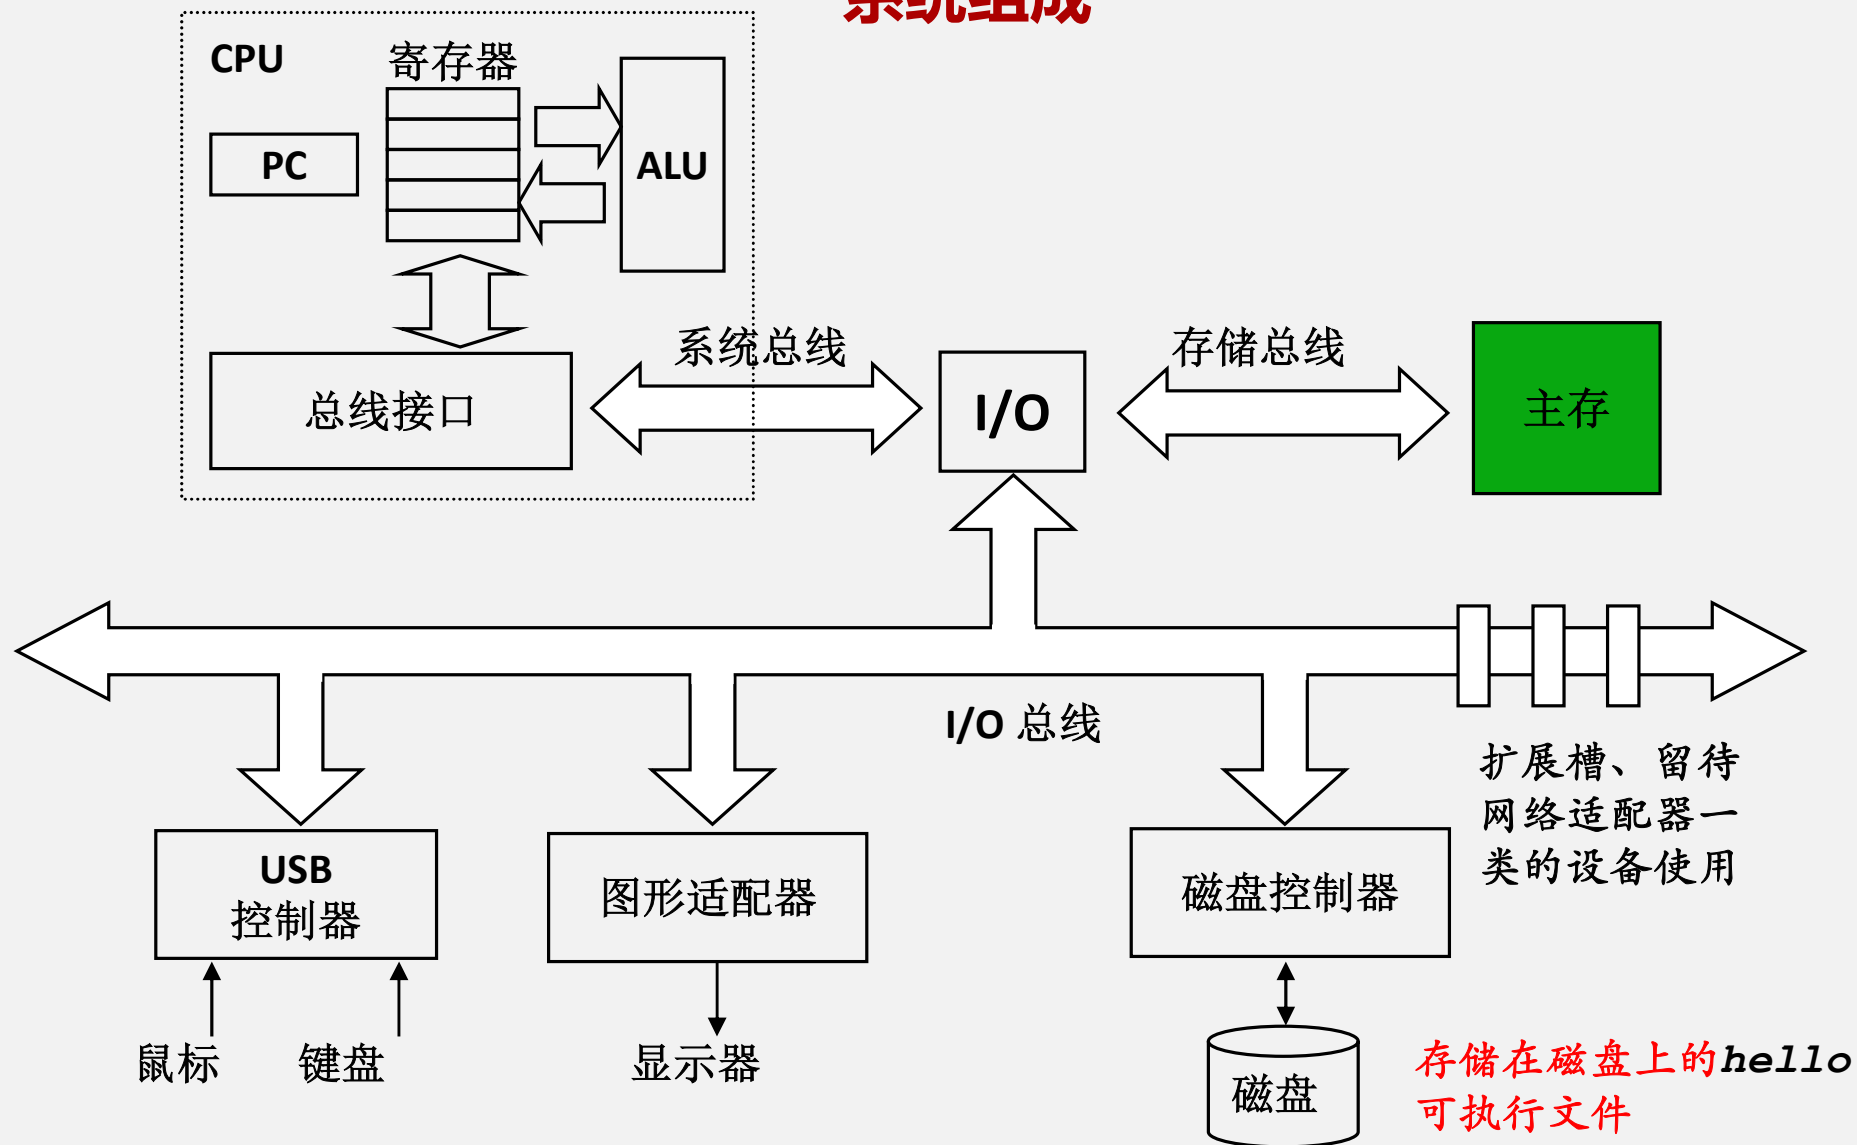 系统组成
CPU
寄存器
PC
ALU
系统总线
存储总线
总线接口
I/O
主存
I/O 总线
扩展槽、留待
网络适配器一
类的设备使用
USB
控制器
图形适配器
磁盘控制器
鼠标
键盘
显示器
磁盘
存储在磁盘上的hello
可执行文件